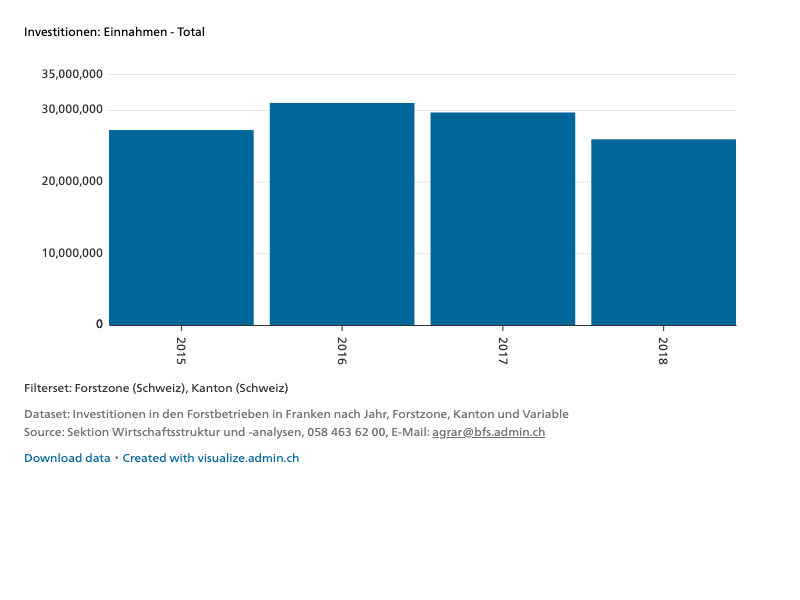 Investitionen: Einnahmen - Total
35,000,000
30,000,000
20,000,000
10,000,000
0
2015
2016
2017
2018
Filterset: Forstzone (Schweiz), Kanton (Schweiz)
Dataset: Investitionen in den Forstbetrieben in Franken nach Jahr, Forstzone, Kanton und Variable
Source: Sektion Wirtschaftsstruktur und -analysen, 058 463 62 00, E-Mail: agrar@bfs.admin.ch
Download data • Created with visualize.admin.ch